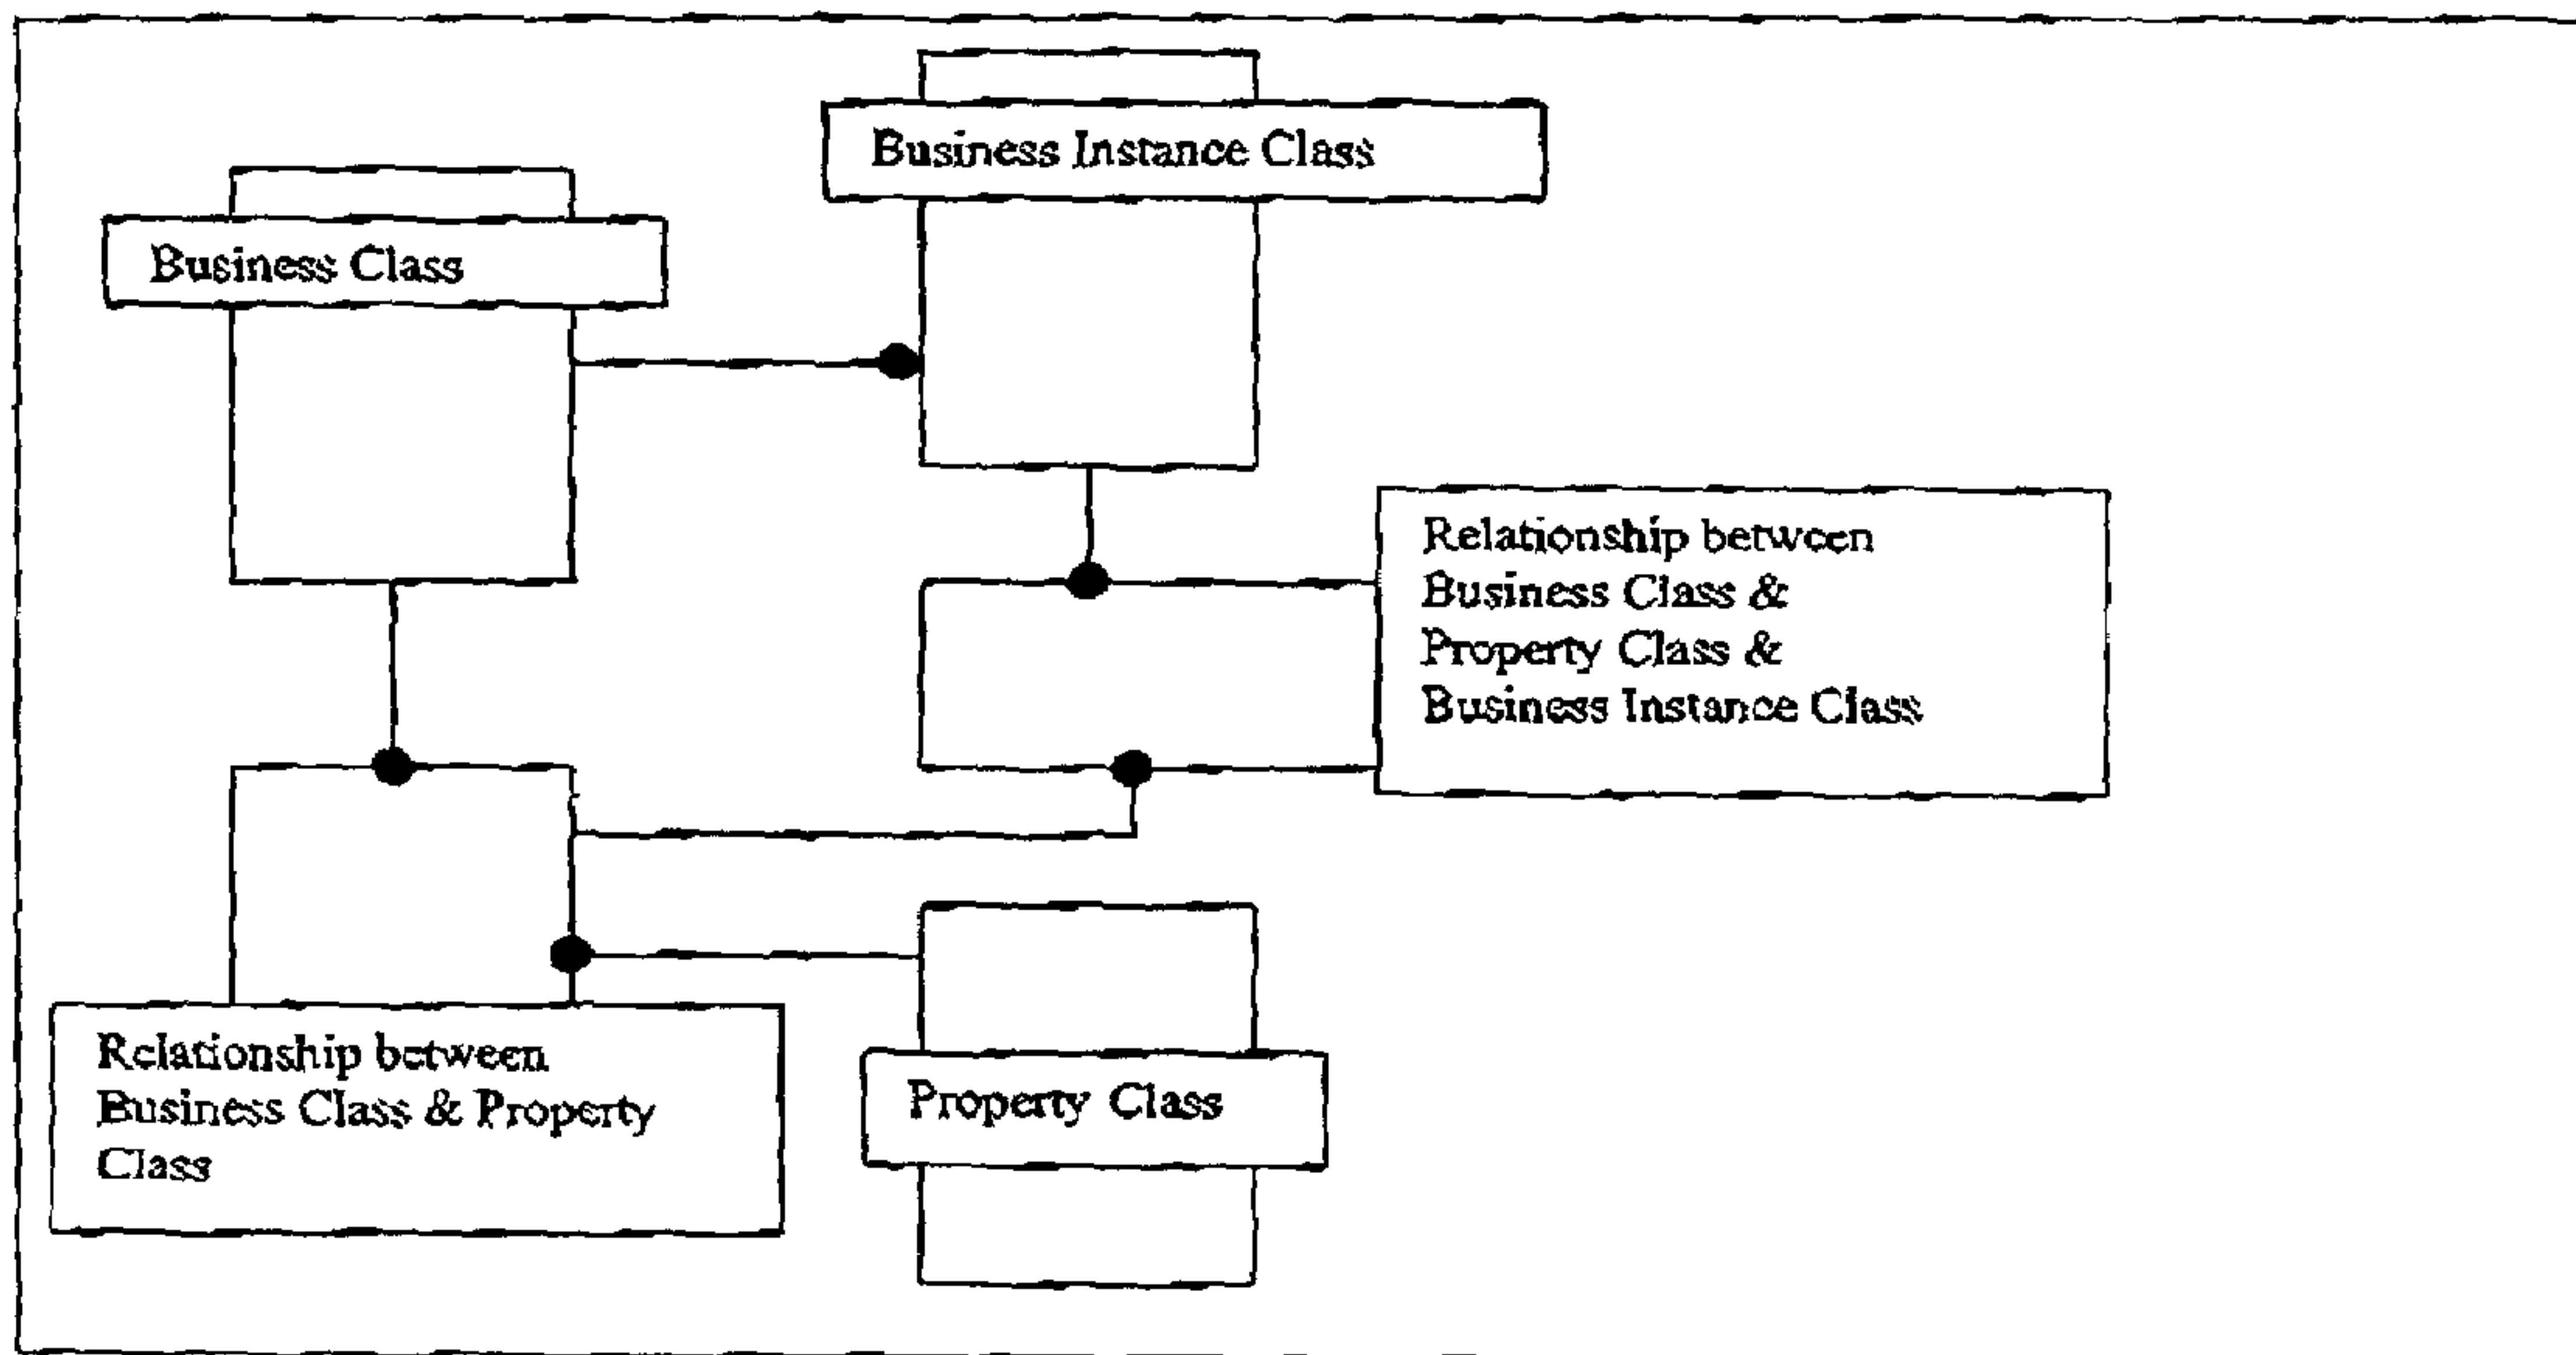 Business Instance Class
Business Class
Relationship between
Business Class &
Property Class &
Business Instance Class
Relationship between
Business Class & Property
Class
Property Class